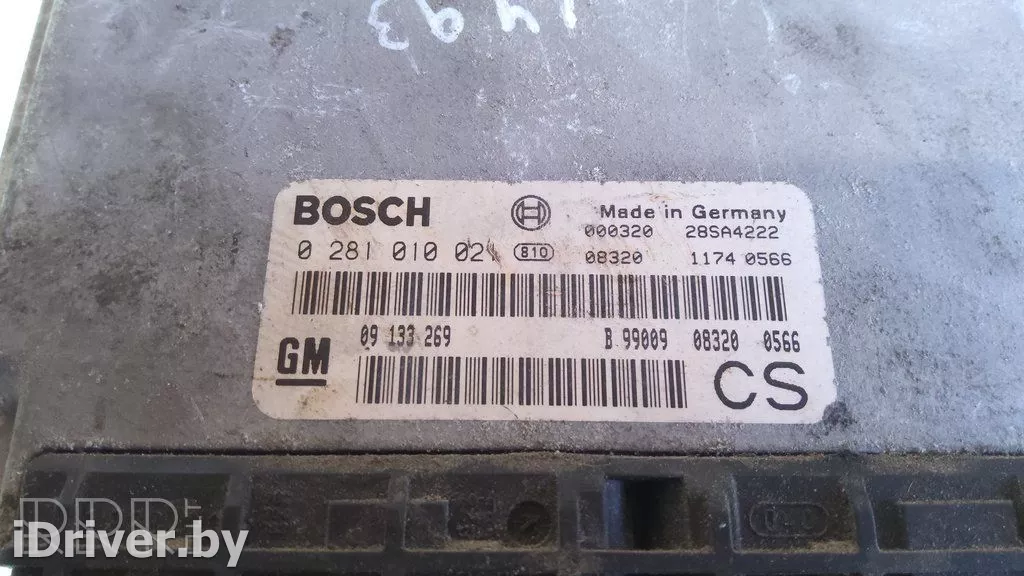 1493
BOSCH Made in Germany
000320 28SA4222
0 281 010 02 810 08320 1174 0566
GM 09 133 269 B 99009 08320 0566
CS
iDriver.by